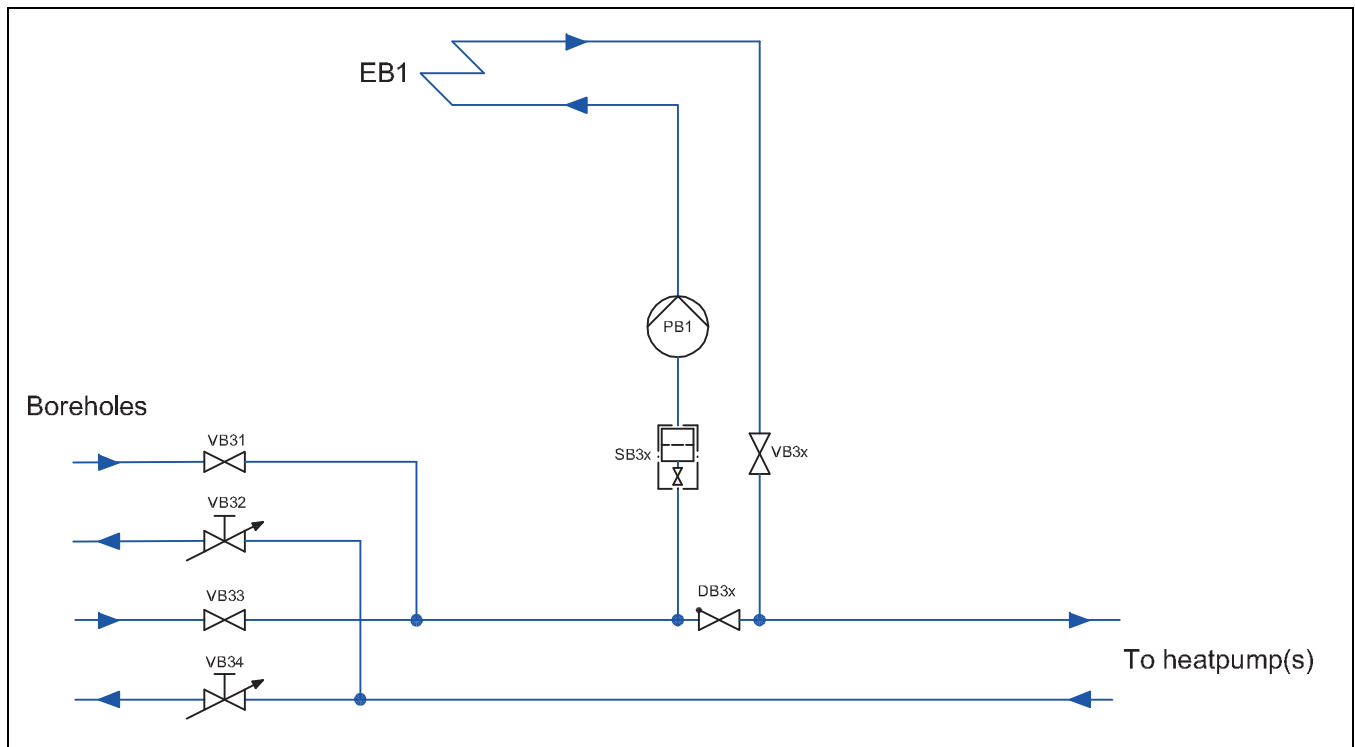 EB1
PB1
Boreholes
VB31
SB3x
VB3x
VB32
VB33
DB3x
VB34
To heatpump(s)